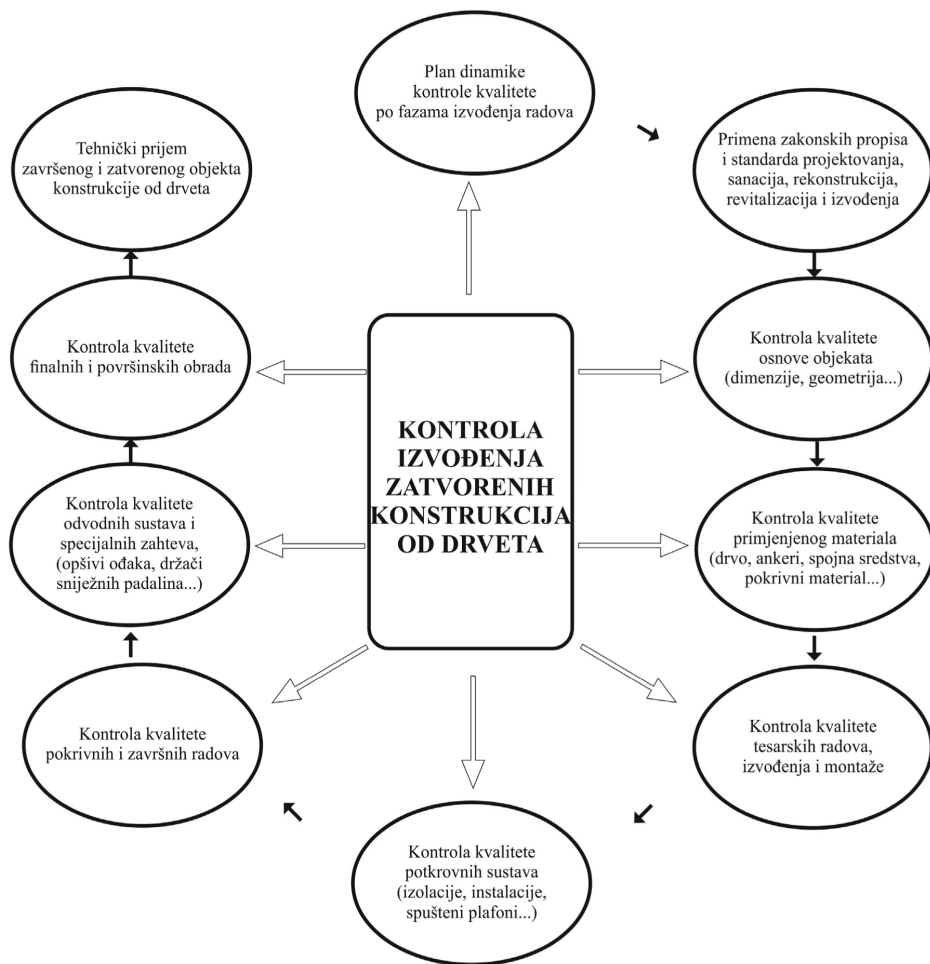 Plan dinamike
kontrole kvalitete
po fazama izvođenja radova
Primena zakonskih propisa
i standarda projektovanja,
sanacija, rekonstrukcija,
revitalizacija i izvođenja
Kontrola kvalitete
osnove objekata
(dimenzije, geometrija...)
Kontrola kvalitete
primjenjenog materiala
(drvo, ankeri, spojna sredstva,
pokrivni material...)
Kontrola kvalitete
tesarskih radova,
izvođenja i montaže
Kontrola kvalitete
potkrovnih sustava
(izolacije, instalacije,
spušteni plafoni...)
Kontrola kvalitete
pokrivnih i završnih radova
Kontrola kvalitete
odvodnih sustava i
specijalnih zahteva,
(opšivi ođaka, držači
sniježnih padalina...)
Kontrola kvalitete
finalnih i površinskih obrada
Tehnički prijem
završenog i zatvorenog objekta
konstrukcije od drveta
KONTROLA
IZVOĐENJA
ZATVORENIH
KONSTRUKCIJA
OD DRVETA